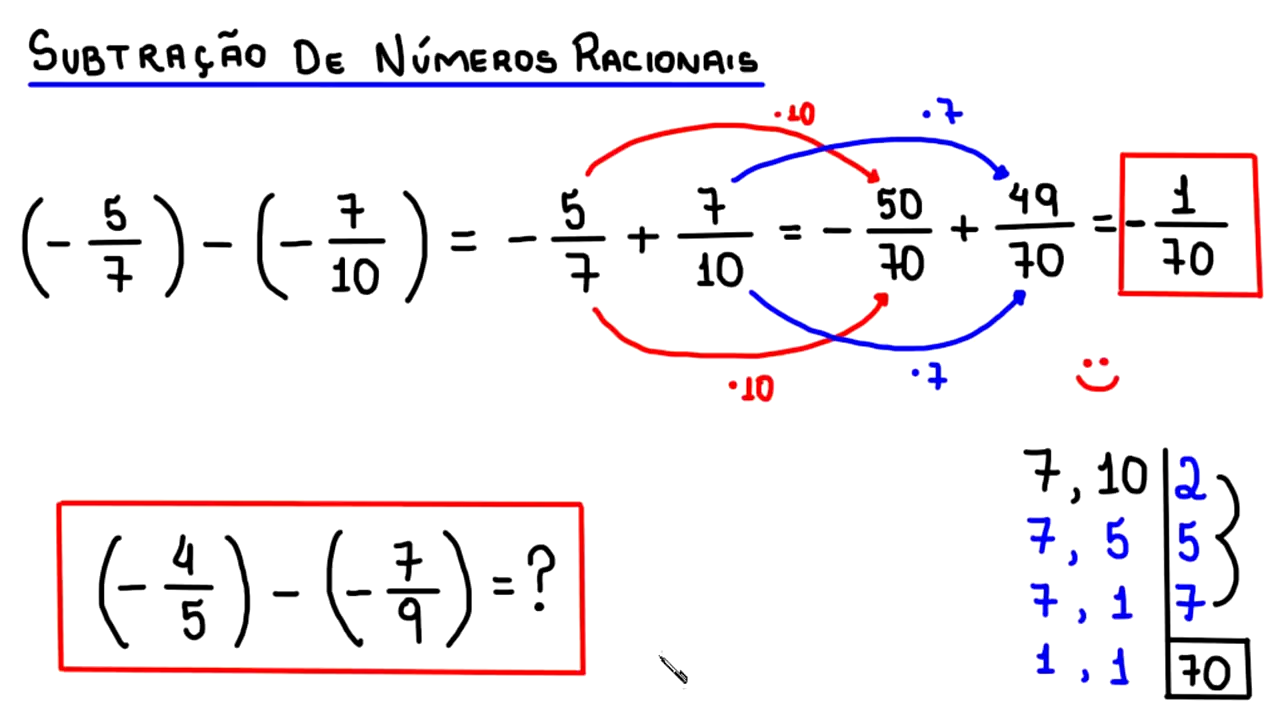 SUBTRAÇÃO DE NÚMEROS RACIONAIS
·10 ·7
(- 5/7) - (- 7/10) = - 5/7 + 7/10 = - 50/70 + 49/70 = - 1/70
·10 ·7
(- 4/5) - (- 7/9) = ?
7, 10 | 2
7, 5 | 5
7, 1 | 7
1, 1 | 70